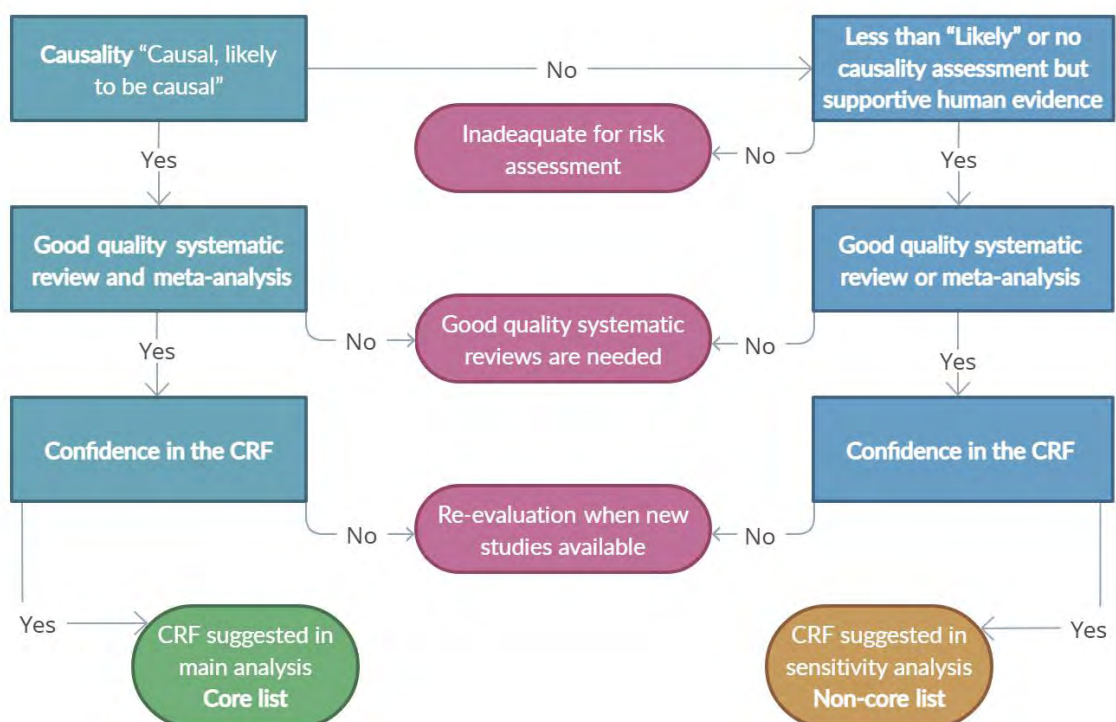 Causality “Causal, likely
to be causal”
No
Less than “Likely” or no
causality assessment but
supportive human evidence
Inadeaquate for risk
assessment
No
Yes
Yes
Good quality systematic
review and meta-analysis
Good quality systematic
review or meta-analysis
No
Good quality systematic
reviews are needed
No
Yes
Yes
Confidence in the CRF
Confidence in the CRF
No
Re-evaluation when new
studies available
No
Yes
CRF suggested in
main analysis
Core list
CRF suggested in
sensitivity analysis
Non-core list
Yes